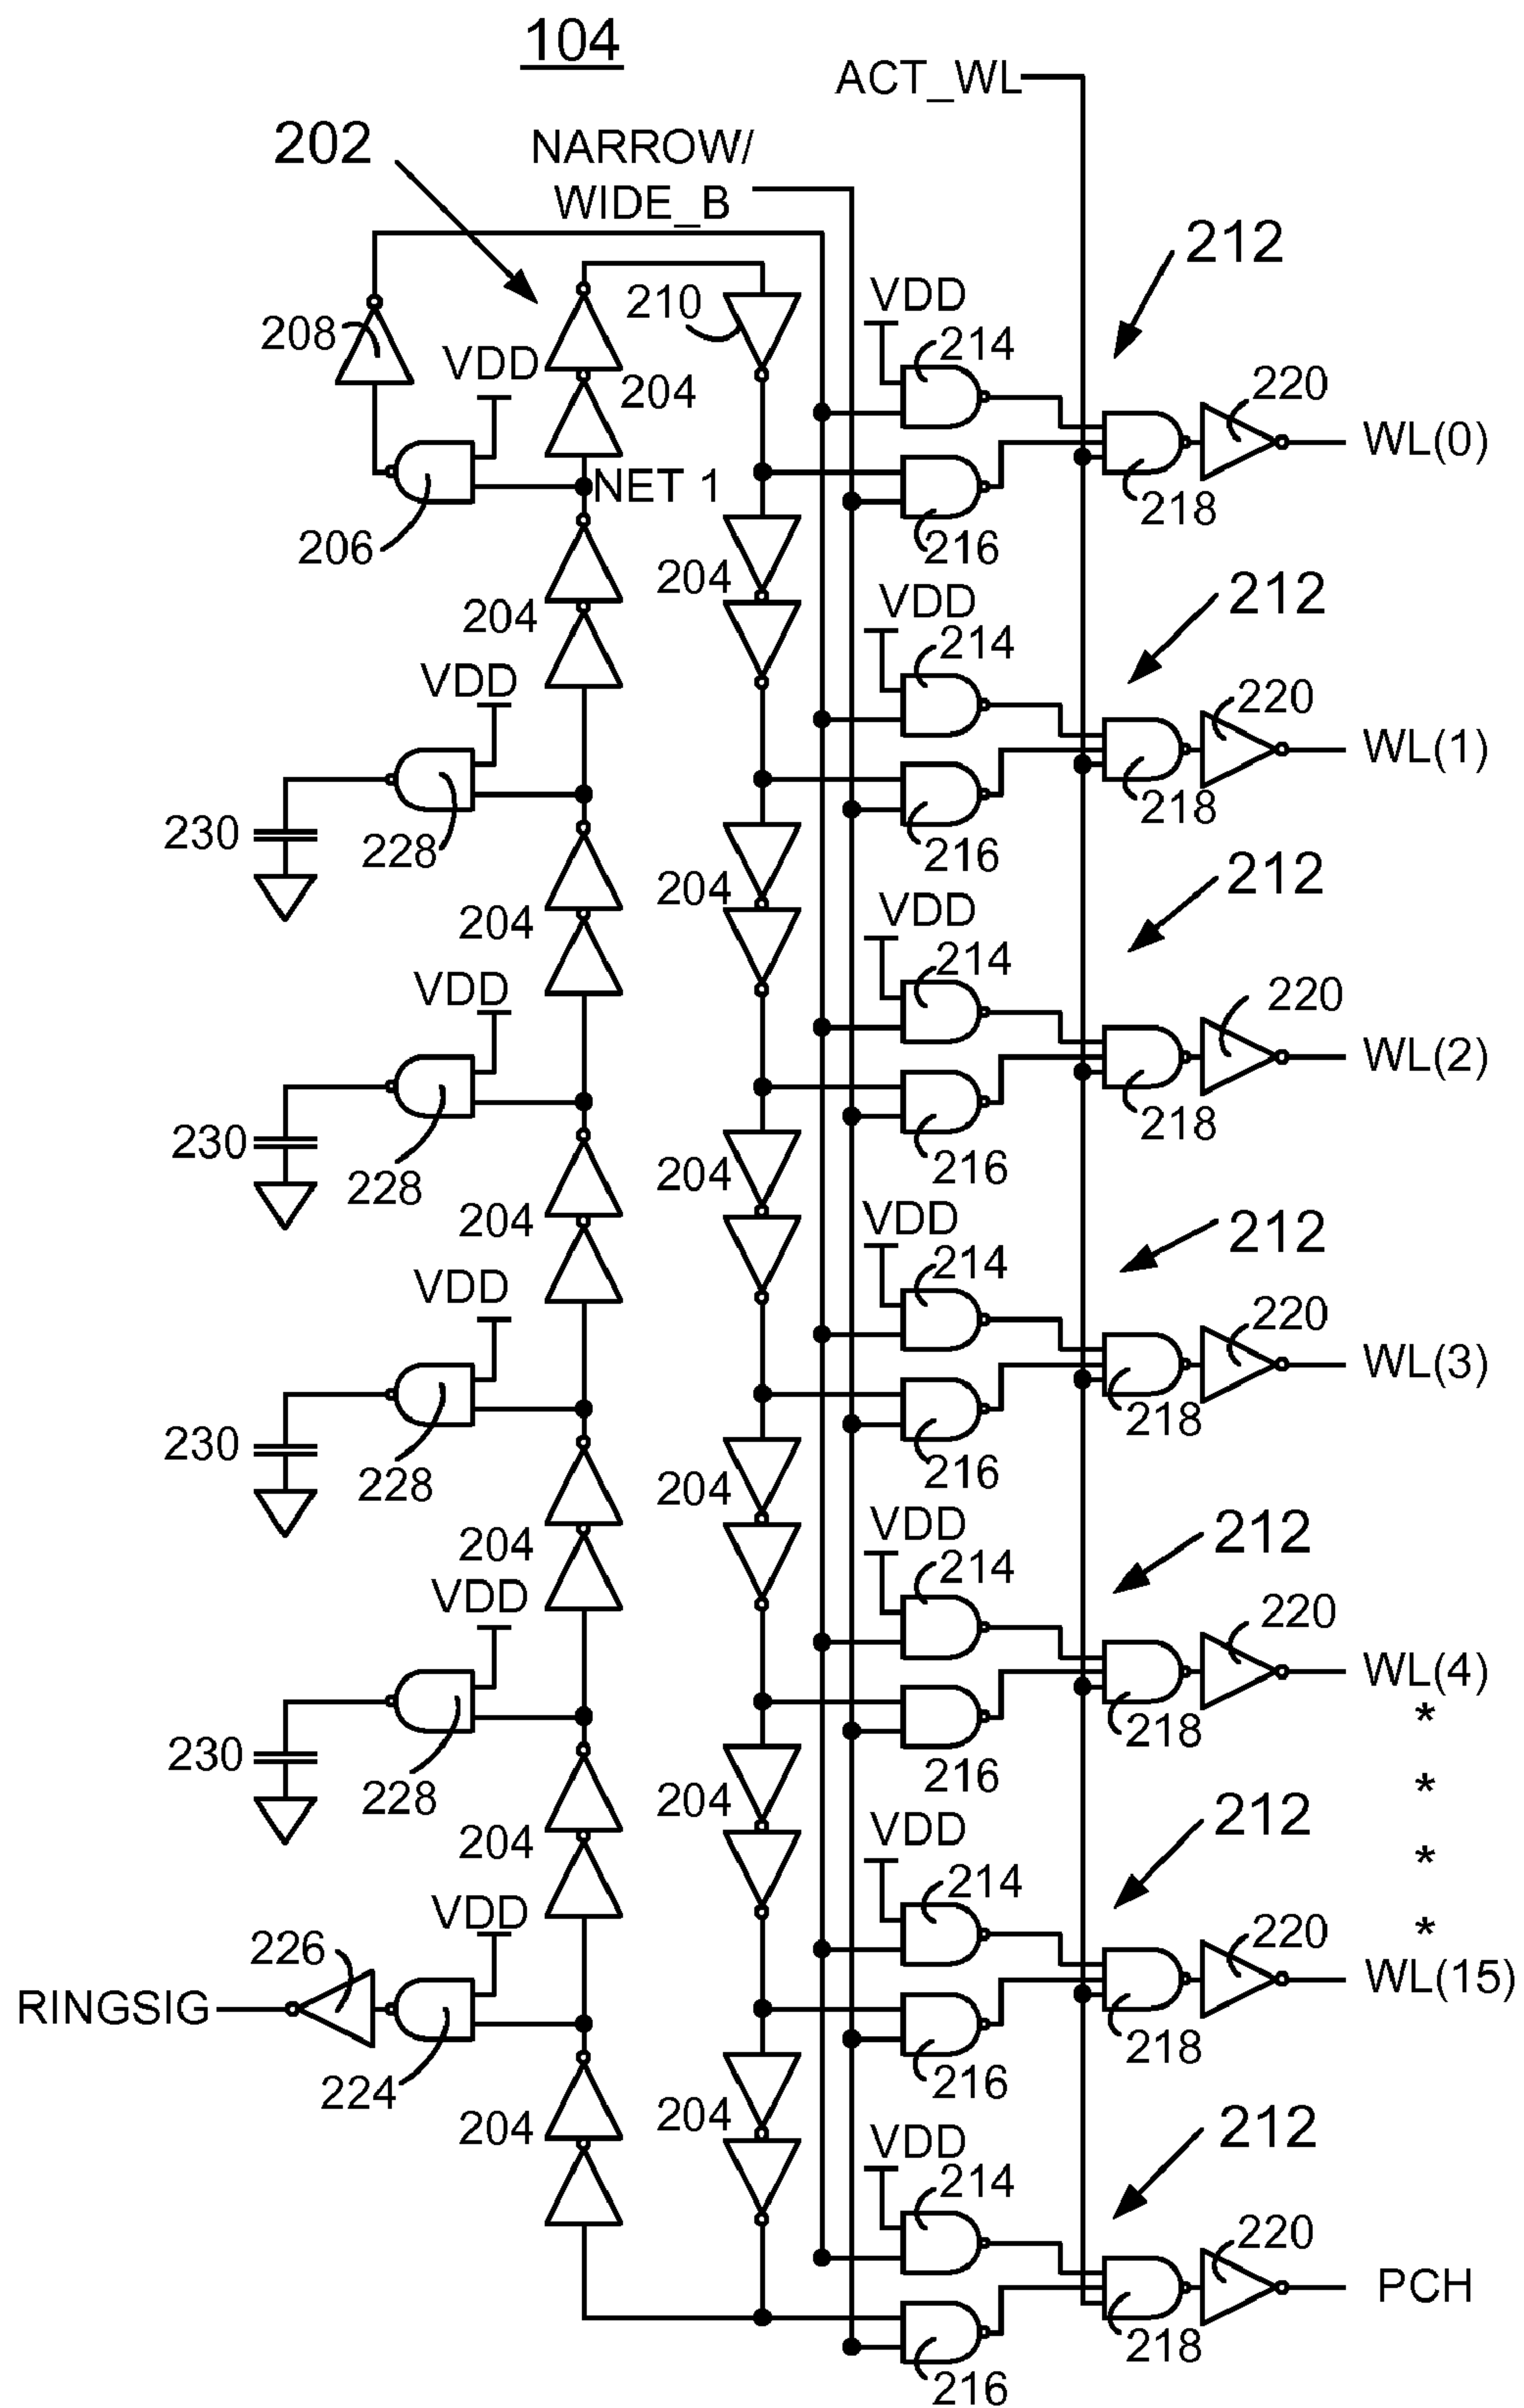 104
ACT_WL
202
NARROW/
WIDE_B
212
VDD
210
208
VDD
214
204
220
WL(0)
NET 1
218
206
216
204
VDD
212
214
204
VDD
220
WL(1)
230
228
218
216
204
VDD
212
204
214
VDD
220
WL(2)
230
218
228
204
216
VDD
212
204
214
VDD
220
WL(3)
230
218
228
216
204
VDD
212
204
214
VDD
220
WL(4)
*
218
230
228
216
204
*
212
VDD
204
*
214
VDD
226
220
*
RINGSIG
WL(15)
218
224
216
204
204
212
VDD
214
220
PCH
218
216